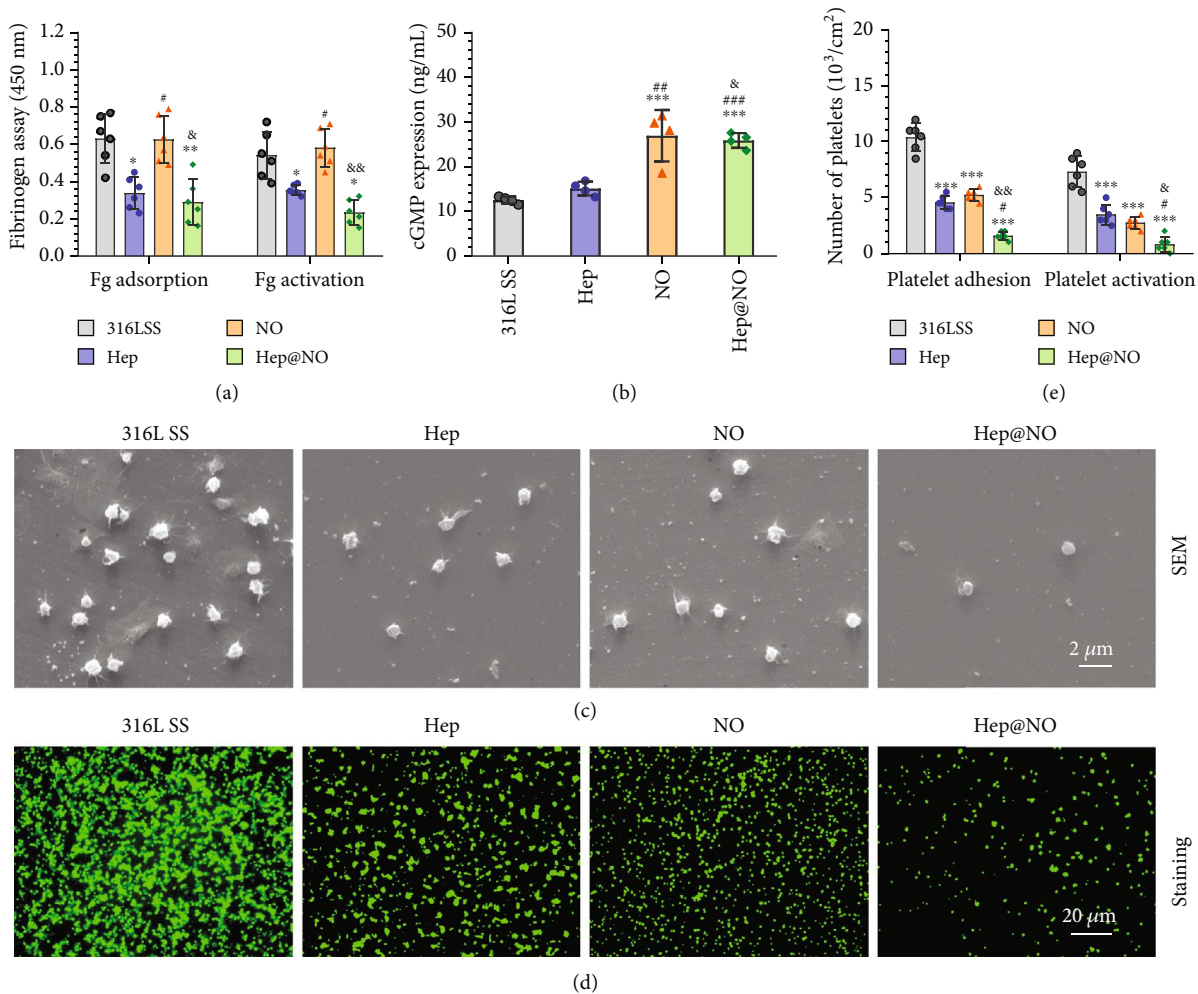 Fibrinogen assay (450 nm)
1.2
1.0
0.8
0.6
0.4
0.2
0.0
*
#
&
**
*
#
&&
*
Fg adsorption
Fg activation
316LSS
NO
Hep
Hep@NO
(a)
cGMP expression (ng/mL)
50
40
30
20
10
0
##
***
&
###
***
316L SS
Hep
NO
Hep@NO
(b)
Number of platelets (10³/cm²)
20
15
10
5
0
***
***
&&
#
***
***
***
&
#
***
Platelet adhesion
Platelet activation
316LSS
NO
Hep
Hep@NO
(e)
316L SS
Hep
NO
Hep@NO
SEM
2 µm
(c)
316L SS
Hep
NO
Hep@NO
Staining
20 µm
(d)